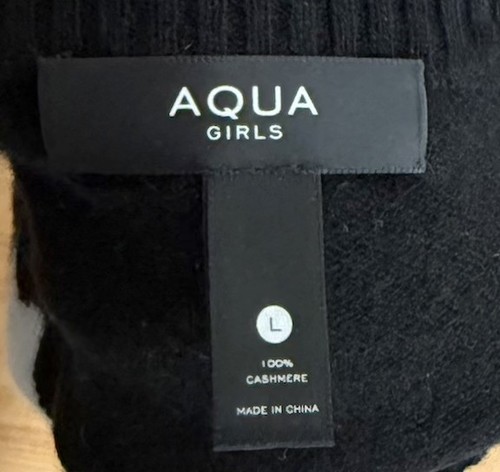 AQUA
GIRLS
L
100%
CASHMERE
MADE IN CHINA